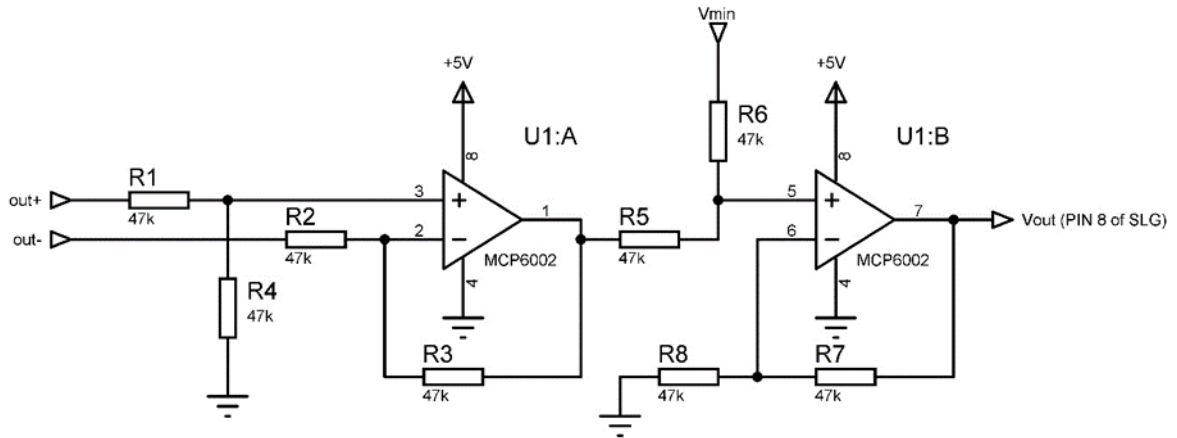 Vmin
+5V
+5V
R6
47k
U1:A
U1:B
8
8
R1
out+
47k
3
+
R2
out-
47k
2
−
1
R5
47k
5
+
6
−
7
Vout (PIN 8 of SLG)
MCP6002
MCP6002
4
4
R4
47k
R3
47k
R8
47k
R7
47k